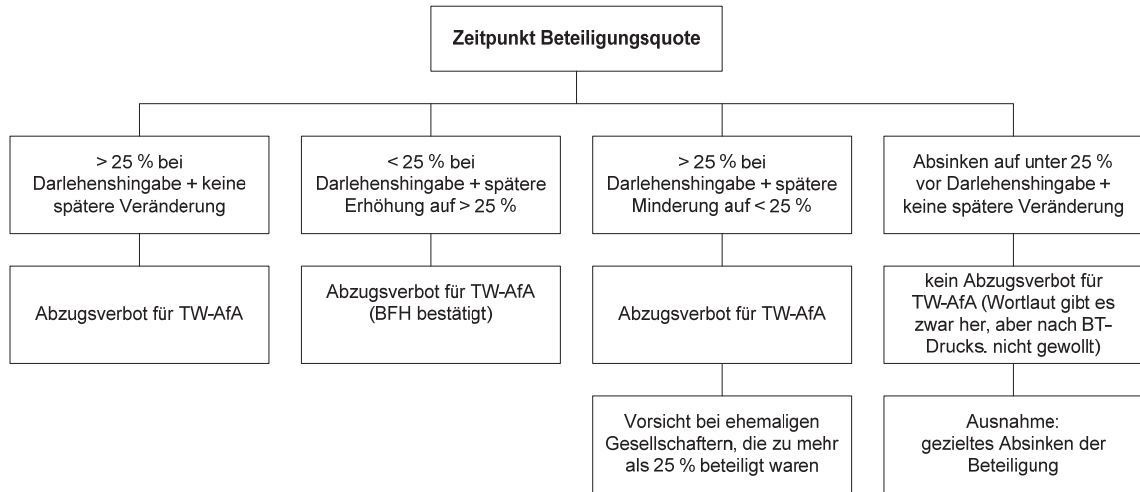 Zeitpunkt Beteiligungsquote
> 25 % bei
Darlehenshingabe + keine
spätere Veränderung
< 25 % bei
Darlehenshingabe + spätere
Erhöhung auf > 25 %
> 25 % bei
Darlehenshingabe + spätere
Minderung auf < 25 %
Absinken auf unter 25 %
vor Darlehenshingabe +
keine spätere Veränderung
Abzugsverbot für TW-AfA
Abzugsverbot für TW-AfA
(BFH bestätigt)
Abzugsverbot für TW-AfA
kein Abzugsverbot für
TW-AfA (Wortlaut gibt es
zwar her, aber nach BT-
Drucks. nicht gewollt)
Vorsicht bei ehemaligen
Gesellschaftern, die zu mehr
als 25 % beteiligt waren
Ausnahme:
gezieltes Absinken der
Beteiligung